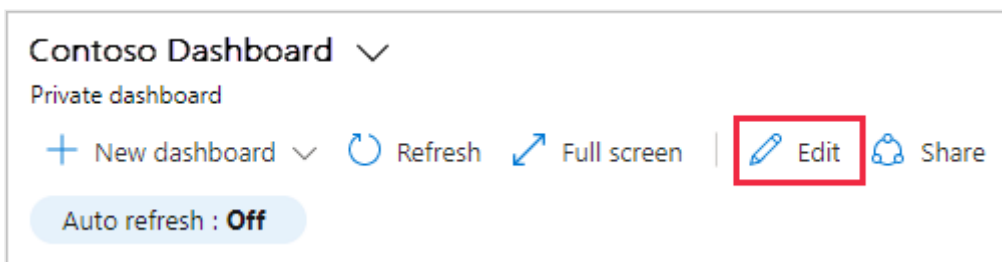 Contoso Dashboard
Private dashboard
New dashboard Refresh Full screen Edit Share
Auto refresh : Off